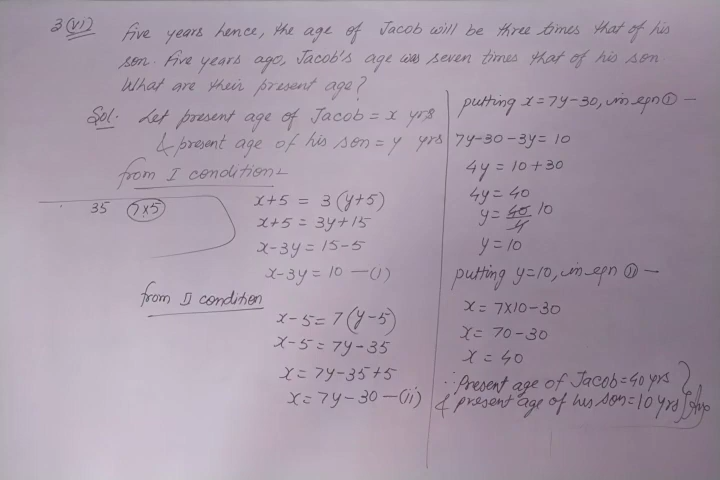 3 (VI) Five years hence, the age of Jacob will be three times that of his
son. Five years ago, Jacob's age was seven times that of his son
What are their present age?
Sol. Let present age of Jacob = x yrs
& present age of his son = y yrs
from I condition -
35 7x5
x+5 = 3(y+5)
x+5 = 3y+15
x-3y = 15-5
x-3y = 10 —(1)
from II condition
x-5 = 7(y-5)
x-5 = 7y-35
x = 7y-35+5
x = 7y-30 —(ii)
putting x=7y-30, in eqn ① —
7y-30-3y = 10
4y = 10+30
4y = 40
y = 40/4 10
y = 10
putting y=10, in eqn ⑪ —
x = 7x10-30
x = 70-30
x = 40
∴ Present age of Jacob = 40 yrs
& present age of his son = 10 yrs } Ans